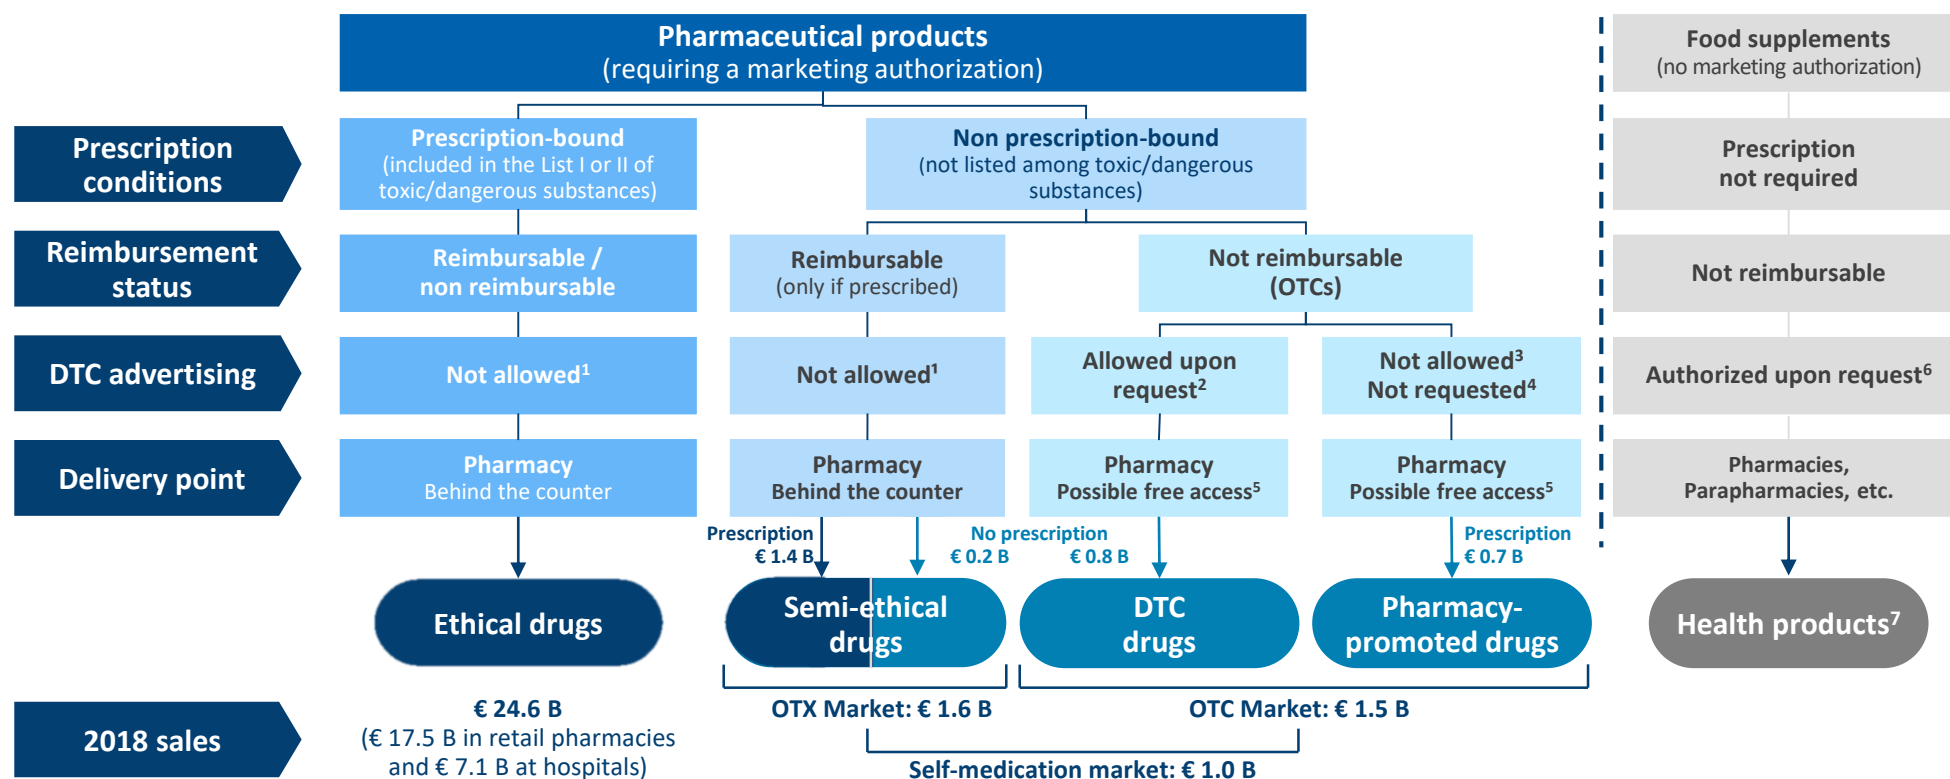 Pharmaceutical products
(requiring a marketing authorization)
Food supplements
(no marketing authorization)
Prescription
conditions
Prescription-bound
(included in the List I or II of
toxic/dangerous substances)
Non prescription-bound
(not listed among toxic/dangerous
substances)
Prescription
not required
Reimbursement
status
Reimbursable /
non reimbursable
Reimbursable
(only if prescribed)
Not reimbursable
(OTCs)
Not reimbursable
DTC advertising
Not allowed¹
Not allowed¹
Allowed upon
request²
Not allowed³
Not requested⁴
Authorized upon request⁶
Delivery point
Pharmacy
Behind the counter
Pharmacy
Behind the counter
Pharmacy
Possible free access⁵
Pharmacy
Possible free access⁵
Pharmacies,
Parapharmacies, etc.
Prescription
€ 1.4 B
No prescription
€ 0.2 B
€ 0.8 B
Prescription
€ 0.7 B
Ethical drugs
Semi-ethical
drugs
DTC
drugs
Pharmacy-
promoted drugs
Health products⁷
2018 sales
€ 24.6 B
(€ 17.5 B in retail pharmacies
and € 7.1 B at hospitals)
OTX Market: € 1.6 B
OTC Market: € 1.5 B
Self-medication market: € 1.0 B